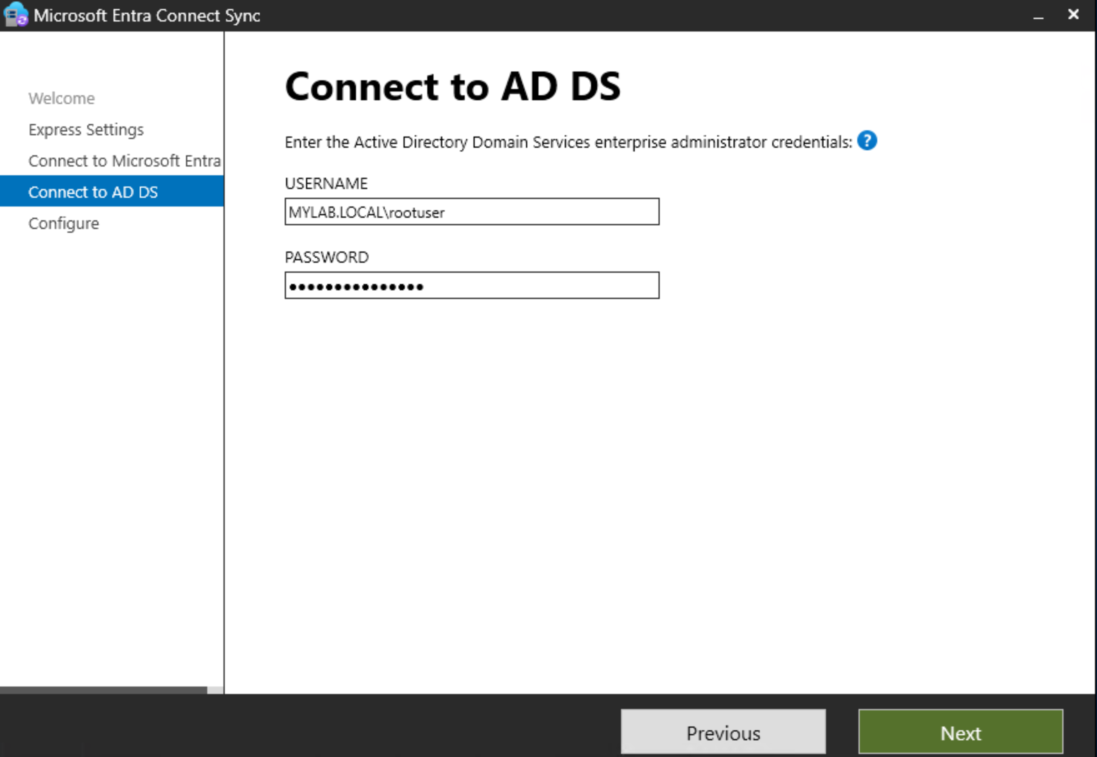 Microsoft Entra Connect Sync
Welcome
Express Settings
Connect to Microsoft Entra
Connect to AD DS
Configure
Connect to AD DS
Enter the Active Directory Domain Services enterprise administrator credentials: ?
USERNAME
MYLAB.LOCAL\rootuser
PASSWORD
•••••••••••••••
Previous
Next